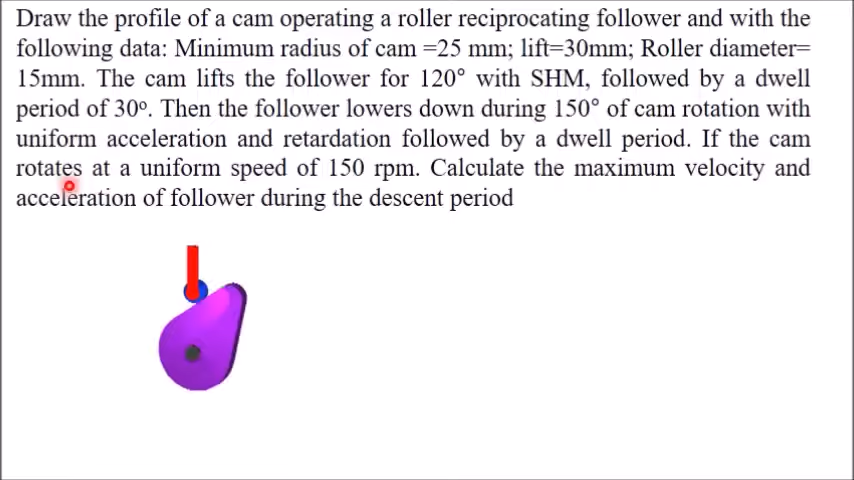 Draw the profile of a cam operating a roller reciprocating follower and with the
following data: Minimum radius of cam =25 mm; lift=30mm; Roller diameter=
15mm. The cam lifts the follower for 120° with SHM, followed by a dwell
period of 30º. Then the follower lowers down during 150° of cam rotation with
uniform acceleration and retardation followed by a dwell period. If the cam
rotates at a uniform speed of 150 rpm. Calculate the maximum velocity and
acceleration of follower during the descent period